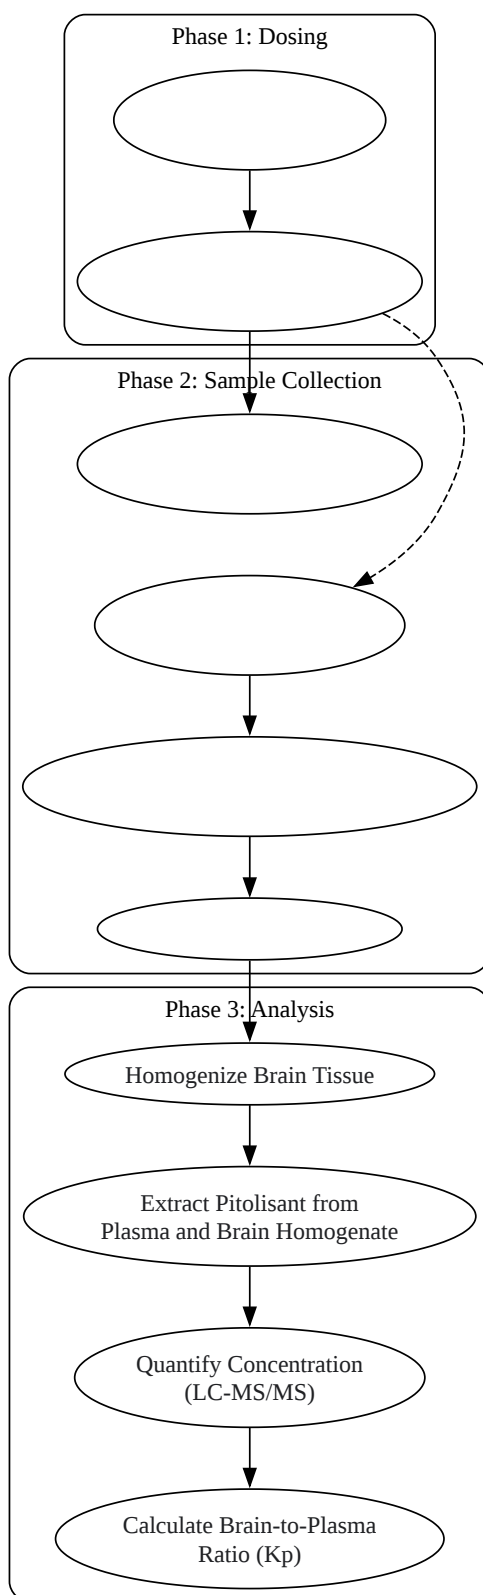 Phase 1: Dosing
Phase 2: Sample Collection
Phase 3: Analysis
Homogenize Brain Tissue
Extract Pitolisant from
Plasma and Brain Homogenate
Quantify Concentration
(LC-MS/MS)
Calculate Brain-to-Plasma
Ratio (Kp)